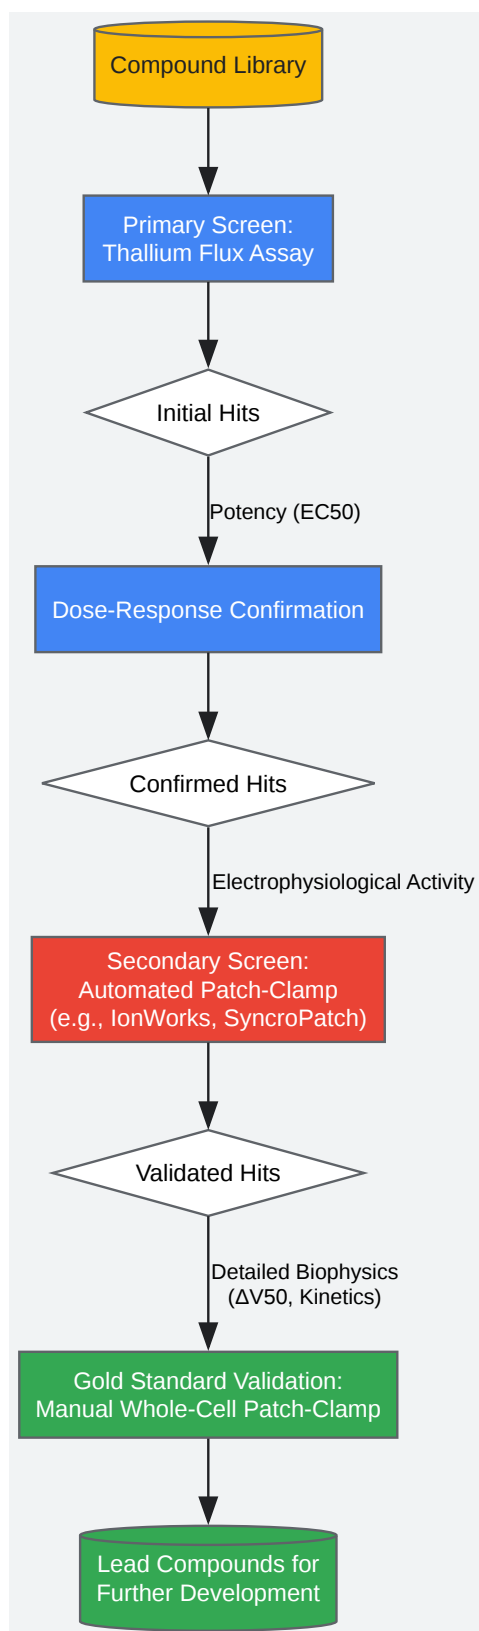 Compound Library
Primary Screen:
Thallium Flux Assay
Initial Hits
Potency (EC50)
Dose-Response Confirmation
Confirmed Hits
Electrophysiological Activity
Secondary Screen:
Automated Patch-Clamp
(e.g., IonWorks, SyncroPatch)
Validated Hits
Detailed Biophysics
(ΔV50, Kinetics)
Gold Standard Validation:
Manual Whole-Cell Patch-Clamp
Lead Compounds for
Further Development